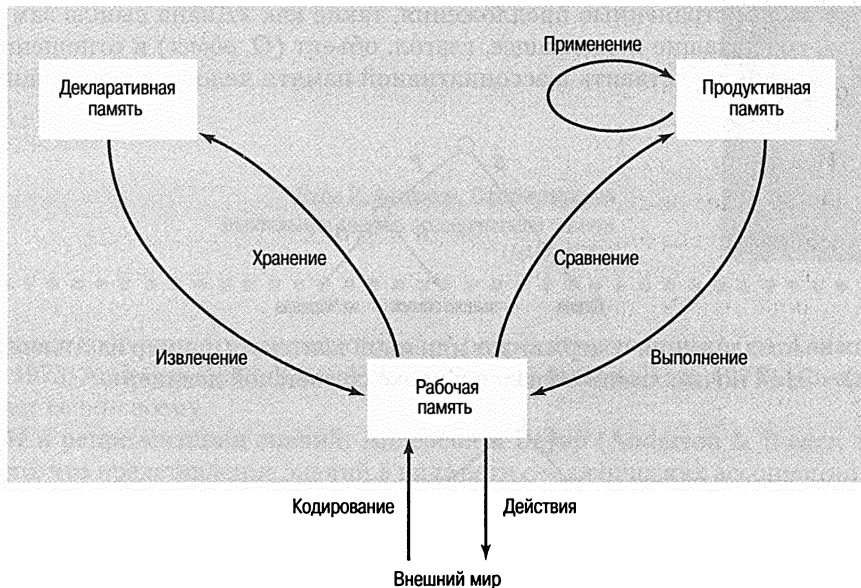 Применение
Декларативная
память
Продуктивная
память
Хранение
Сравнение
Извлечение
Выполнение
Рабочая
память
Кодирование
Действия
Внешний мир